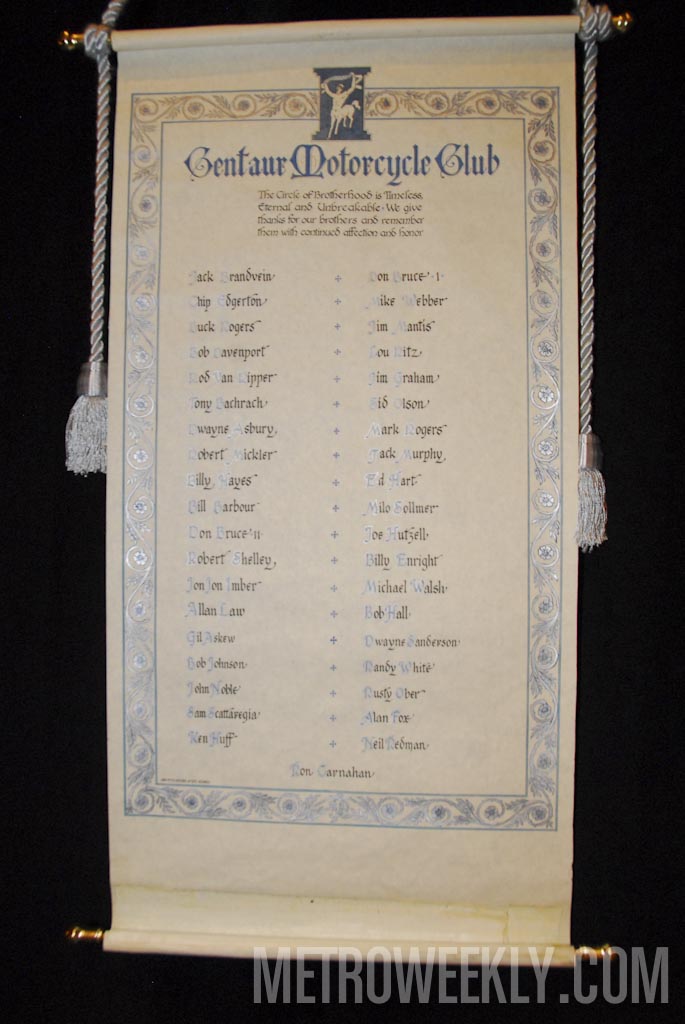 Centaur Motorcycle Club
The Circle of Brotherhood is Timeless,
Eternal and Unbreakable · We give
thanks for our brothers and remember
them with continued affection and honor
Jack Brandvein + Don Bruce · I
Chip Edgerton + Mike Webber
Buck Rogers + Jim Mantis
Bob Davenport + Lou Ritz
Rod Van Ripper + Jim Graham
Tony Bachrach + Sid Olson
Dwayne Asbury + Mark Rogers
Robert Mickler + Jack Murphy
Billy Hayes + Ed Hart
Bill Barbour + Milo Sollmer
Don Bruce · II + Joe Hutzell
Robert Shelley + Billy Enright
Jon Jon Imber + Michael Walsh
Allan Law + Bob Hall
Gil Askew + Dwayne Sanderson
Bob Johnson + Randy White
John Noble + Rusty Ober
Sam Scattaregia + Alan Fox
Ken Huff + Neil Redman
Ron Carnahan
METROWEEKLY.COM